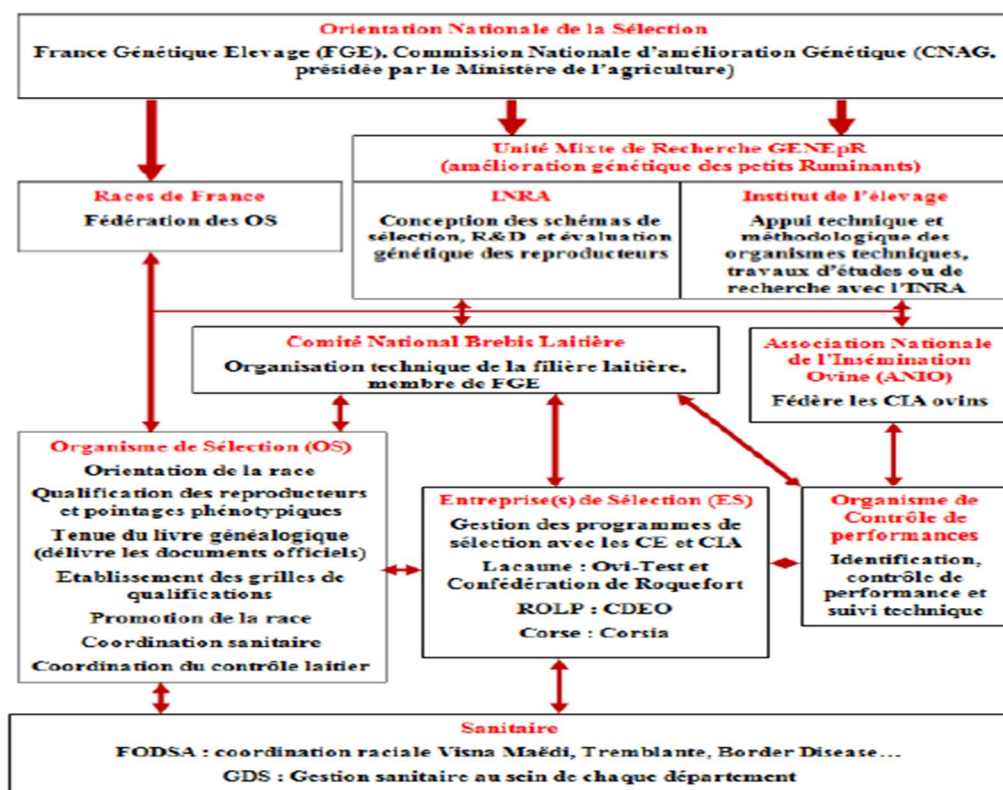 Orientation Nationale de la Sélection
France Génétique Elevage (FGE). Commission Nationale d'amélioration Génétique (CNAG,
présidée par le Ministère de l'agriculture)
Unité Mixte de Recherche GENEpR
(amélioration génétique des petits Ruminants)
Races de France
Fédération des OS
INRA
Conception des schémas de
sélection, R&D et évaluation
génétique des reproducteurs
Institut de l'élevage
Appui technique et
méthodologique des
organismes techniques,
travaux d'études ou de
recherche avec l'INRA
Comité National Brebis Laitière
Organisation technique de la filière laitière,
membre de FGE
Association Nationale
de l'Insémination
Ovine (ANIO)
Fédère les CIA ovins
Organisme de Sélection (OS)
Orientation de la race
Qualification des reproducteurs
et pointages phénotypiques
Tenue du livre généalogique
(délivre les documents officiels)
Etablissement des grilles de
qualifications
Promotion de la race
Coordination sanitaire
Coordination du contrôle laitier
Entreprise(s) de Sélection (ES)
Gestion des programmes de
sélection avec les CE et CIA
Lacaune : Ovi-Test et
Confédération de Roquefort
ROLP : CDEO
Corse : Corsia
Organisme de
Contrôle de
performances
Identification,
contrôle de
performance et
suivi technique
Sanitaire
FODSA : coordination raciale Visna Maëdi, Tremblante, Border Disease…
GDS : Gestion sanitaire au sein de chaque département